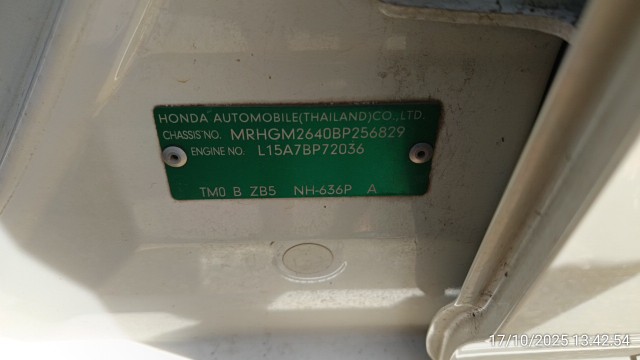 HONDA AUTOMOBILE(THAILAND)CO.,LTD.
CHASSIS NO. MRHGM2640BP256829
ENGINE NO. L15A7BP72036
TM0 B ZB5 NH-636P A
17/10/2025 13:42:54